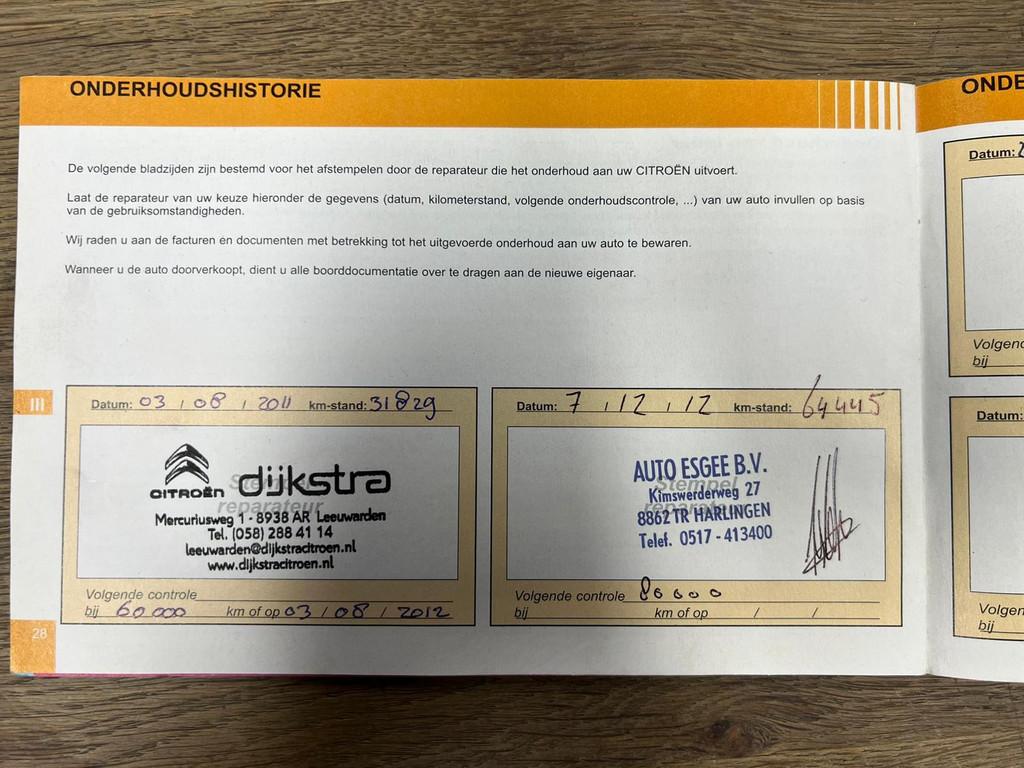 ONDERHOUDSHISTORIE
De volgende bladzijden zijn bestemd voor het afstempelen door de reparateur die het onderhoud aan uw CITROËN uitvoert.
Laat de reparateur van uw keuze hieronder de gegevens (datum, kilometerstand, volgende onderhoudscontrole, ...) van uw auto invullen op basis
van de gebruiksomstandigheden.
Wij raden u aan de facturen en documenten met betrekking tot het uitgevoerde onderhoud aan uw auto te bewaren.
Wanneer u de auto doorverkoopt, dient u alle boorddocumentatie over te dragen aan de nieuwe eigenaar.
III
Datum: 03 / 08 / 2011 km-stand: 31829
Stempel
reparateur
CITROËN dijkstra
Mercuriusweg 1 - 8938 AR Leeuwarden
Tel. (058) 288 41 14
leeuwarden@dijkstracitroen.nl
www.dijkstracitroen.nl
Volgende controle
bij 60.000 km of op 03 / 08 / 2012
Datum: 7 / 12 / 12 km-stand: 64445
Stempel
reparateur
AUTO ESGEE B.V.
Kimswerderweg 27
8862 TR HARLINGEN
Telef. 0517 - 413400
Volgende controle 80000
bij km of op / /
28
ONDE
Datum: 2
Volgend
bij
Datum:
Volgen
bij